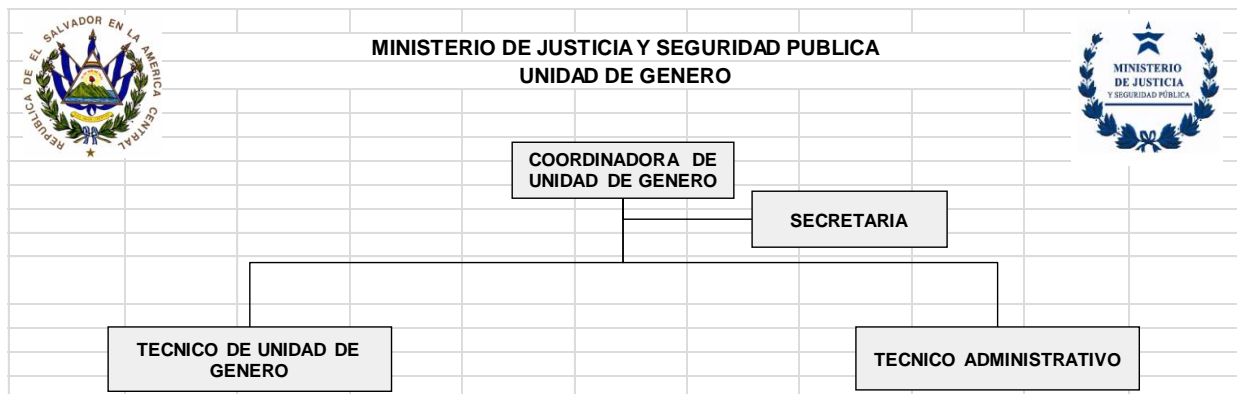 REPUBLICA DE EL SALVADOR EN LA AMERICA CENTRAL
MINISTERIO DE JUSTICIA Y SEGURIDAD PUBLICA
UNIDAD DE GENERO
MINISTERIO
DE JUSTICIA
Y SEGURIDAD PÚBLICA
COORDINADORA DE
UNIDAD DE GENERO
SECRETARIA
TECNICO DE UNIDAD DE
GENERO
TECNICO ADMINISTRATIVO